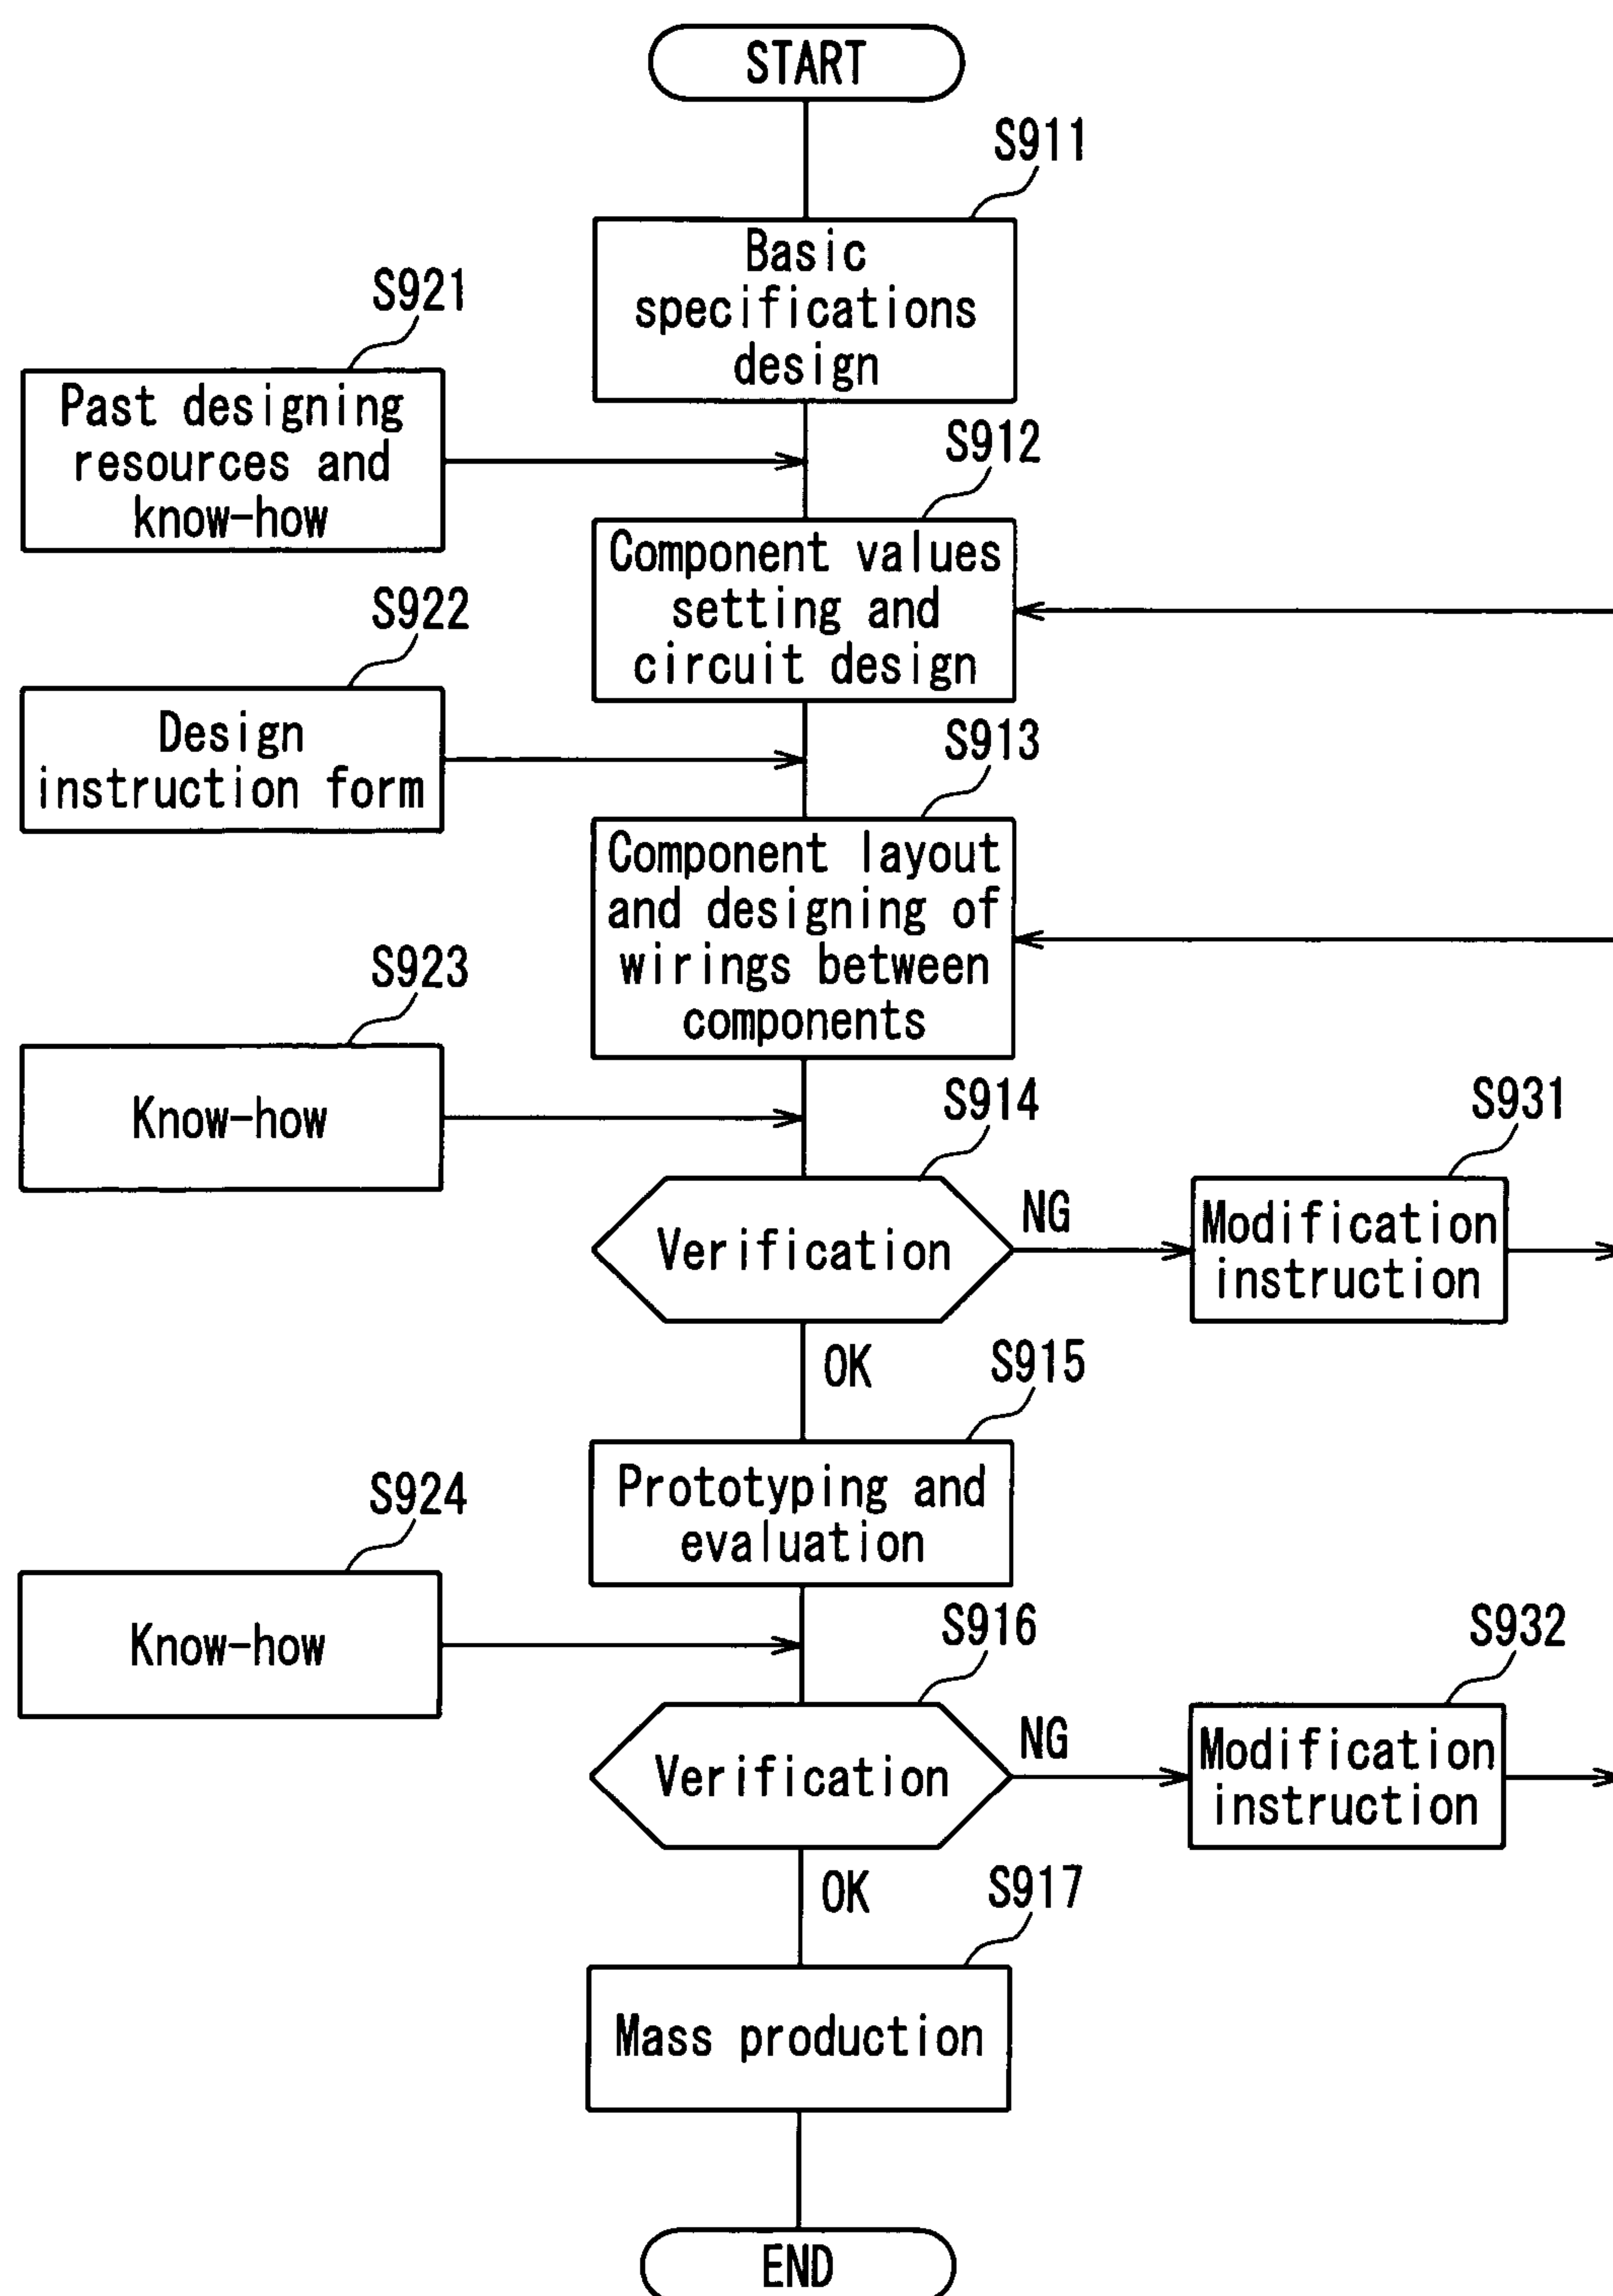 START
S911
Basic
specifications
design
S921
Past designing
resources and
know-how
S912
Component values
setting and
circuit design
S922
Design
instruction form
S913
Component layout
and designing of
wirings between
components
S923
Know-how
S914
Verification
NG
S931
Modification
instruction
OK
S915
Prototyping and
evaluation
S924
Know-how
S916
Verification
NG
S932
Modification
instruction
OK
S917
Mass production
END